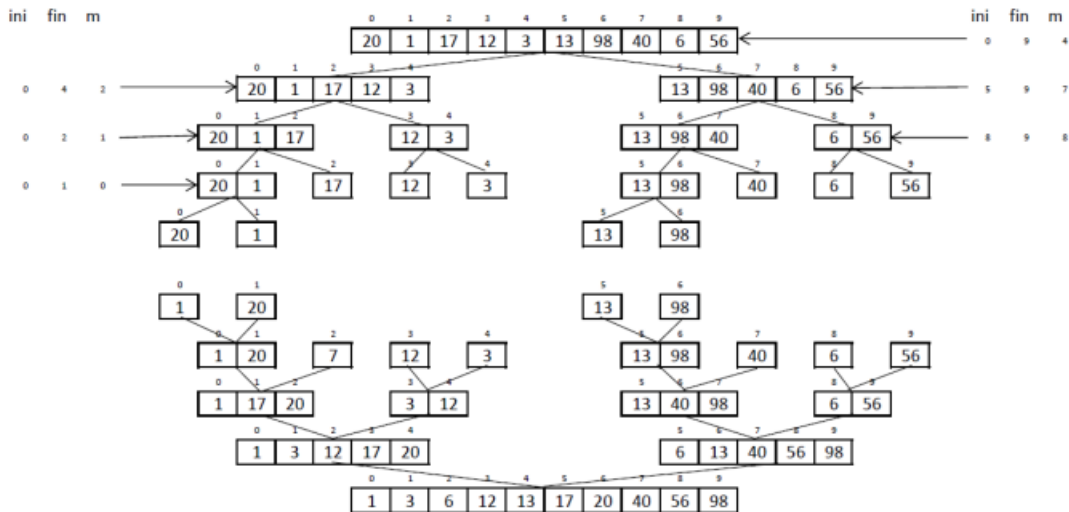 ini fin m 0 1 2 3 4 5 6 7 8 9 ini fin m
20 1 17 12 3 13 98 40 6 56 0 9 4
0 1 2 3 4 5 6 7 8 9
0 4 2 20 1 17 12 3 13 98 40 6 56 5 9 7
0 1 2 3 4 5 6 7 8 9
0 2 1 20 1 17 12 3 13 98 40 6 56 8 9 8
0 1 2 3 4 5 6 7 8 9
0 1 0 20 1 17 12 3 13 98 40 6 56
0 1 5 6
20 1 13 98
0 1 5 6
1 20 13 98
0 1 2 3 4 5 6 7 8 9
1 20 7 12 3 13 98 40 6 56
0 1 2 3 4 5 6 7 8 9
1 17 20 3 12 13 40 98 6 56
0 1 2 3 4 5 6 7 8 9
1 3 12 17 20 6 13 40 56 98
0 1 2 3 4 5 6 7 8 9
1 3 6 12 13 17 20 40 56 98